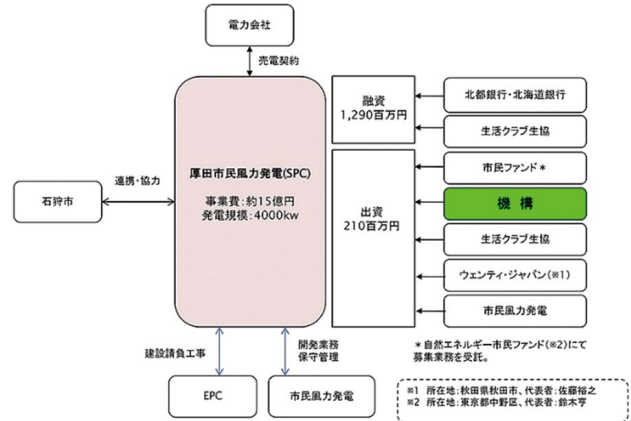 電力会社
売電契約
厚田市民風力発電(SPC)
事業費:約15億円
発電規模:4000kw
石狩市
連携・協力
融資
1,290百万円
出資
210百万円
北都銀行・北海道銀行
生活クラブ生協
市民ファンド*
機 構
生活クラブ生協
ウェンティ・ジャパン(※1)
市民風力発電
建設請負工事
開発業務
保守管理
EPC
市民風力発電
*自然エネルギー市民ファンド(※2)にて
募集業務を受託。
※1 所在地:秋田県秋田市、代表者:佐藤裕之
※2 所在地:東京都中野区、代表者:鈴木亨